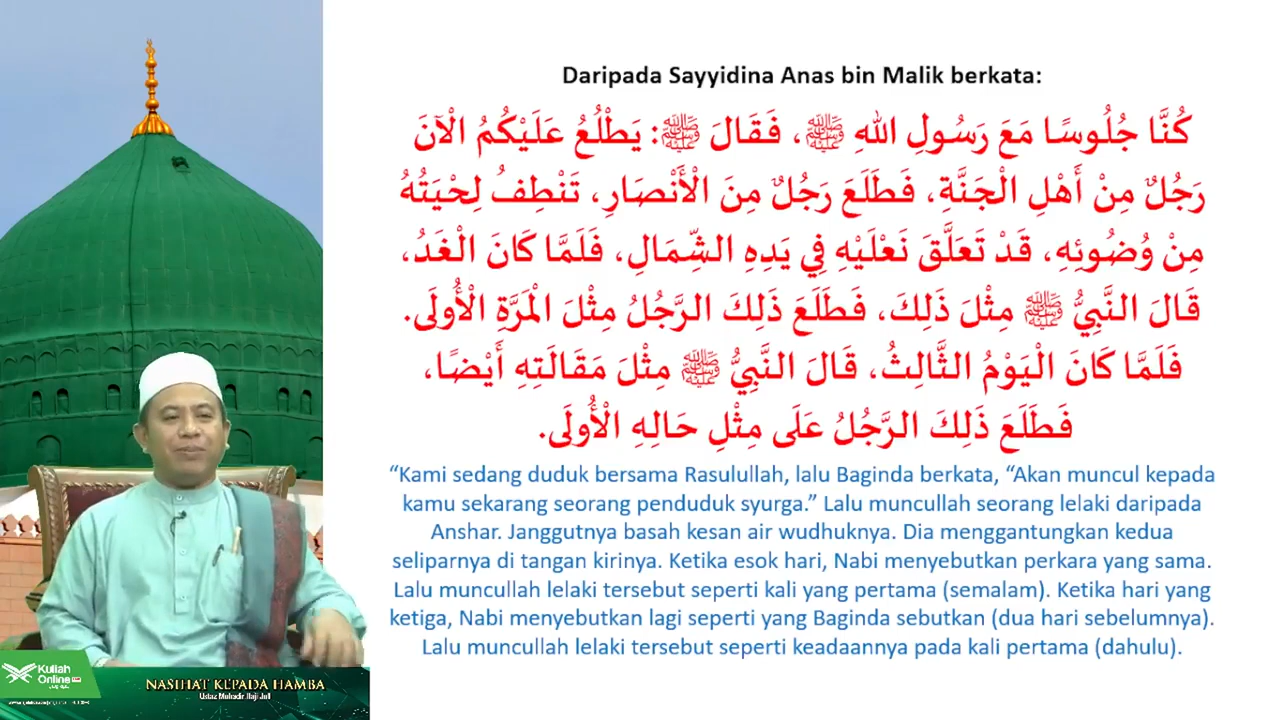 Daripada Sayyidina Anas bin Malik berkata:
كُنَّا جُلُوسًا مَعَ رَسُولِ اللهِ ﷺ، فَقَالَ ﷺ: يَطْلُعُ عَلَيْكُمُ الْآنَ
رَجُلٌ مِنْ أَهْلِ الْجَنَّةِ، فَطَلَعَ رَجُلٌ مِنَ الْأَنْصَارِ، تَنْطِفُ لِحْيَتُهُ
مِنْ وُضُوئِهِ، قَدْ تَعَلَّقَ نَعْلَيْهِ فِي يَدِهِ الشِّمَالِ، فَلَمَّا كَانَ الْغَدُ،
قَالَ النَّبِيُّ ﷺ مِثْلَ ذَلِكَ، فَطَلَعَ ذَلِكَ الرَّجُلُ مِثْلَ الْمَرَّةِ الْأُولَى.
فَلَمَّا كَانَ الْيَوْمُ الثَّالِثُ، قَالَ النَّبِيُّ ﷺ مِثْلَ مَقَالَتِهِ أَيْضًا،
فَطَلَعَ ذَلِكَ الرَّجُلُ عَلَى مِثْلِ حَالِهِ الْأُولَى.
“Kami sedang duduk bersama Rasulullah, lalu Baginda berkata, “Akan muncul kepada
kamu sekarang seorang penduduk syurga.” Lalu muncullah seorang lelaki daripada
Anshar. Janggutnya basah kesan air wudhuknya. Dia menggantungkan kedua
seliparnya di tangan kirinya. Ketika esok hari, Nabi menyebutkan perkara yang sama.
Lalu muncullah lelaki tersebut seperti kali yang pertama (semalam). Ketika hari yang
ketiga, Nabi menyebutkan lagi seperti yang Baginda sebutkan (dua hari sebelumnya).
Lalu muncullah lelaki tersebut seperti keadaannya pada kali pertama (dahulu).
Kuliah
Online
NASIHAT KEPADA HAMBA
Ustaz Muhadir Haji Joll